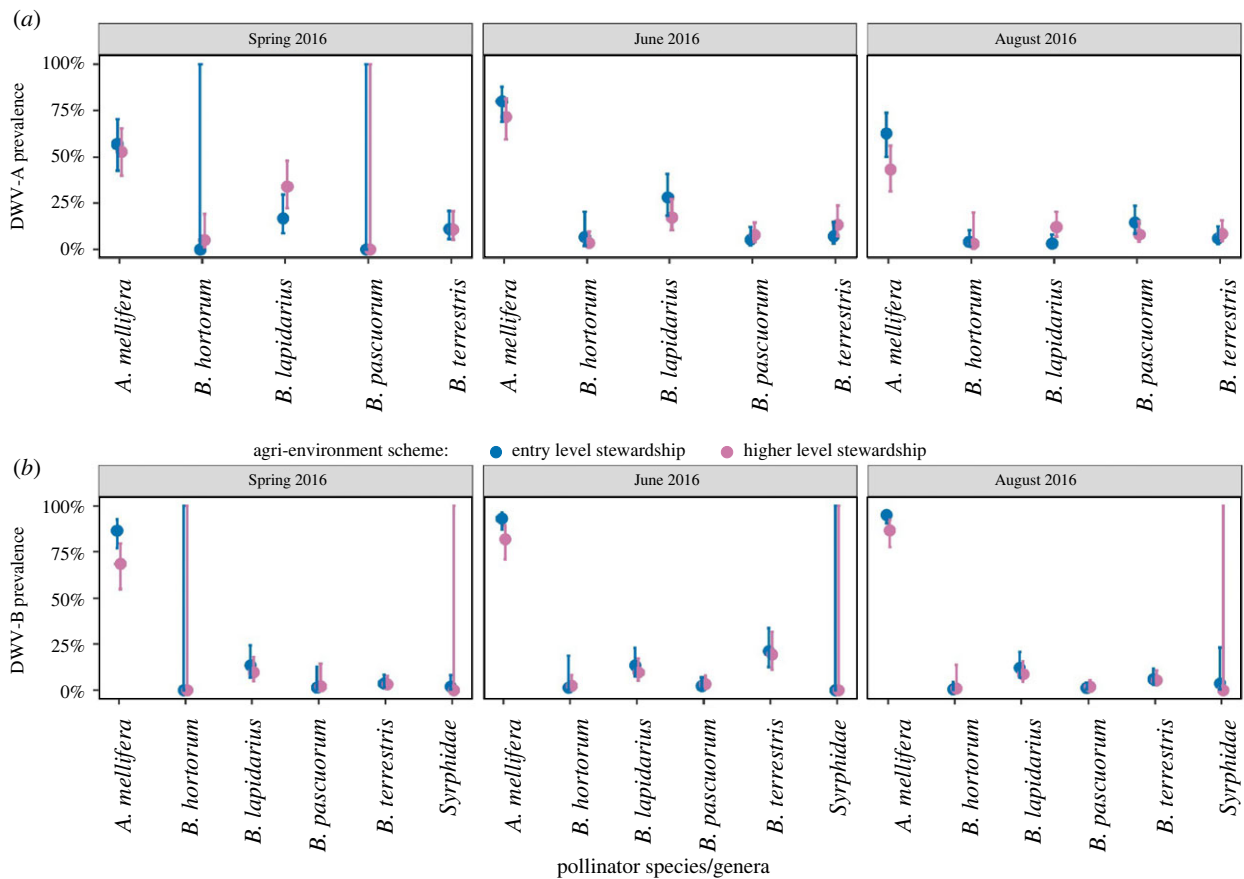 (a)
Spring 2016
June 2016
August 2016
DWV-A prevalence
100%
75%
50%
25%
0%
A. mellifera
B. hortorum
B. lapidarius
B. pascuorum
B. terrestris
A. mellifera
B. hortorum
B. lapidarius
B. pascuorum
B. terrestris
A. mellifera
B. hortorum
B. lapidarius
B. pascuorum
B. terrestris
agri-environment scheme: entry level stewardship higher level stewardship
(b)
Spring 2016
June 2016
August 2016
DWV-B prevalence
100%
75%
50%
25%
0%
A. mellifera
B. hortorum
B. lapidarius
B. pascuorum
B. terrestris
Syrphidae
A. mellifera
B. hortorum
B. lapidarius
B. pascuorum
B. terrestris
Syrphidae
A. mellifera
B. hortorum
B. lapidarius
B. pascuorum
B. terrestris
Syrphidae
pollinator species/genera